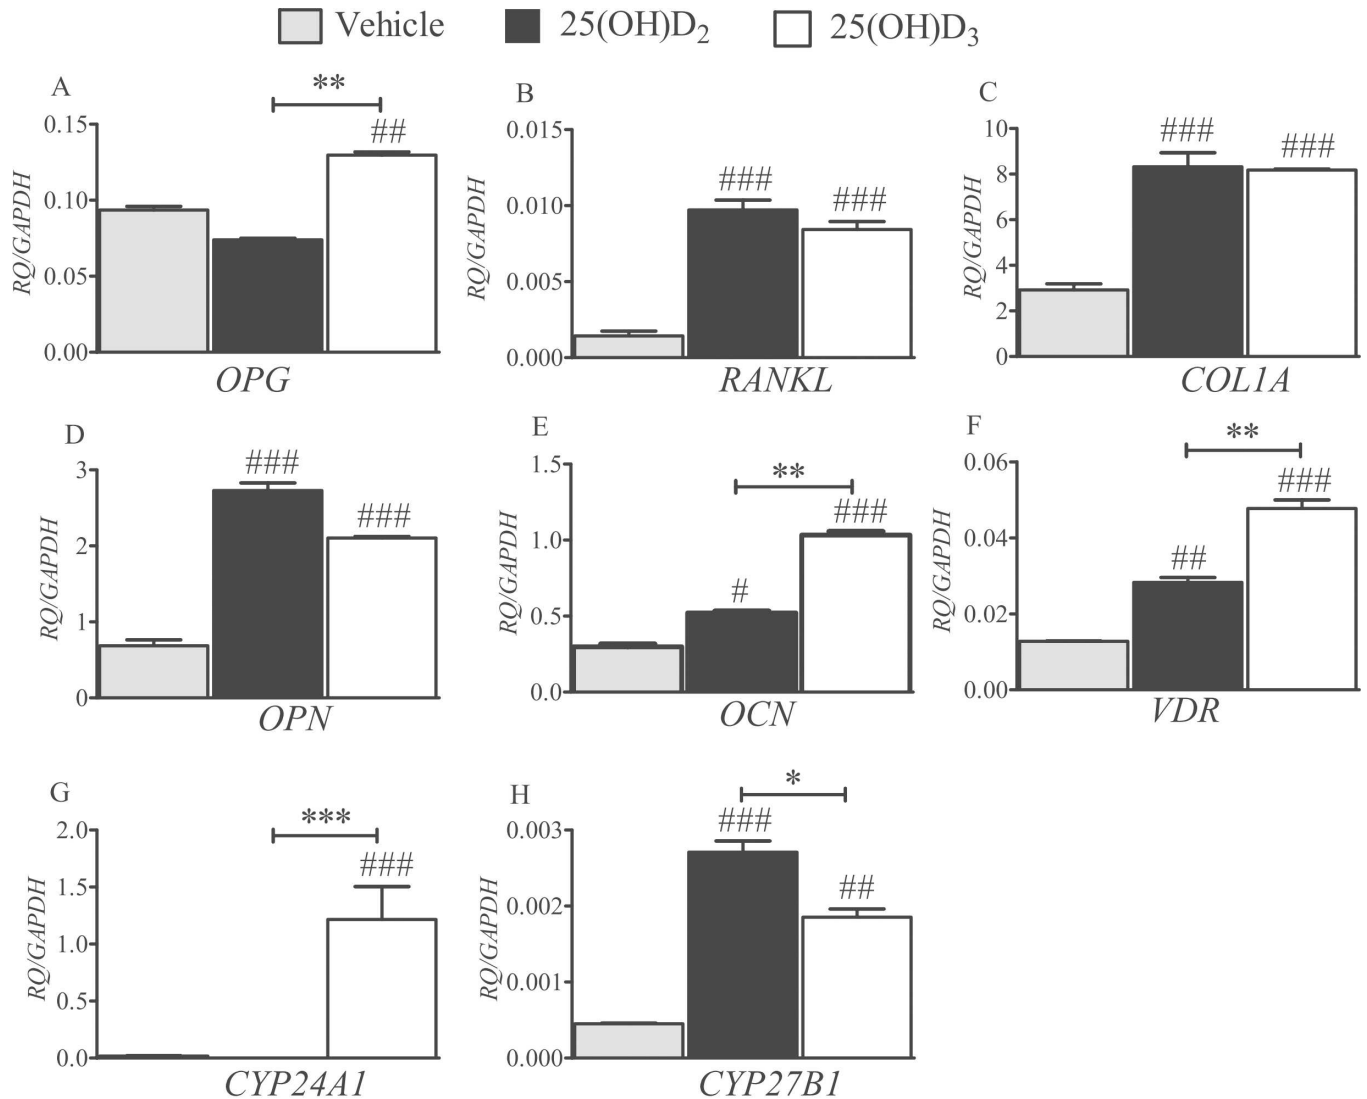 Vehicle 25(OH)D₂ 25(OH)D₃
A
**
##
0.15
0.10
0.05
0.00
RQ/GAPDH
OPG
B
###
###
0.015
0.010
0.005
0.000
RQ/GAPDH
RANKL
C
###
###
10
8
6
4
2
0
RQ/GAPDH
COL1A
D
###
###
3
2
1
0
RQ/GAPDH
OPN
E
**
###
#
1.5
1.0
0.5
0.0
RQ/GAPDH
OCN
F
**
###
##
0.06
0.04
0.02
0.00
RQ/GAPDH
VDR
G
***
###
2.0
1.5
1.0
0.5
0.0
RQ/GAPDH
CYP24A1
H
*
###
##
0.003
0.002
0.001
0.000
RQ/GAPDH
CYP27B1